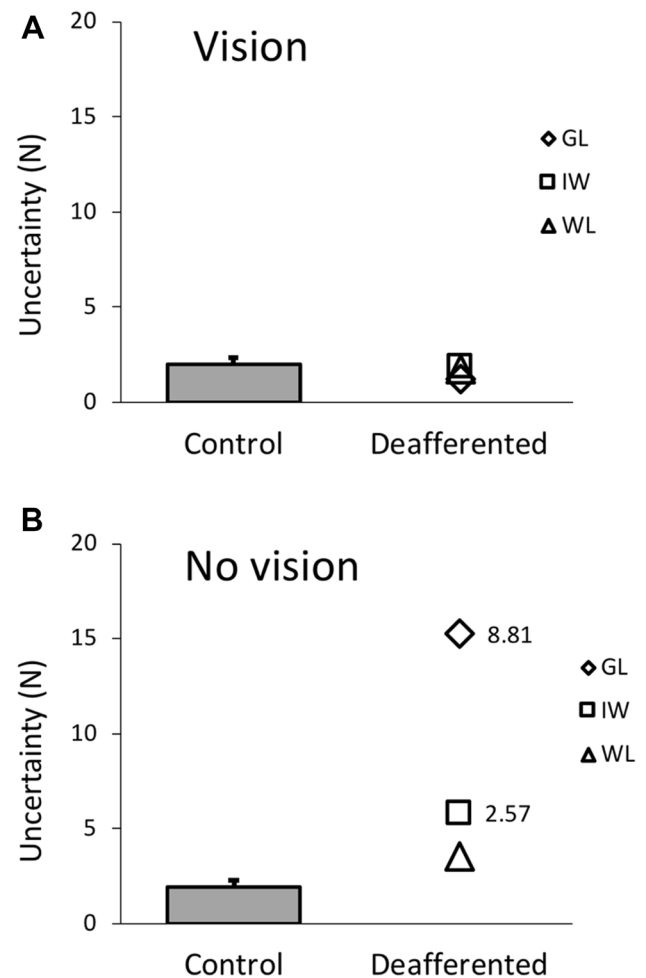 A
20
Vision
15
10
5
0
Uncertainty (N)
GL
IW
WL
Control Deafferented
B
20
No vision
15
10
5
0
Uncertainty (N)
8.81
2.57
GL
IW
WL
Control Deafferented